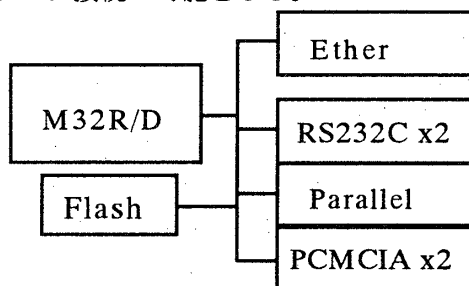 Ether
M32R/D
RS232C x2
Flash
Parallel
PCMCIA x2